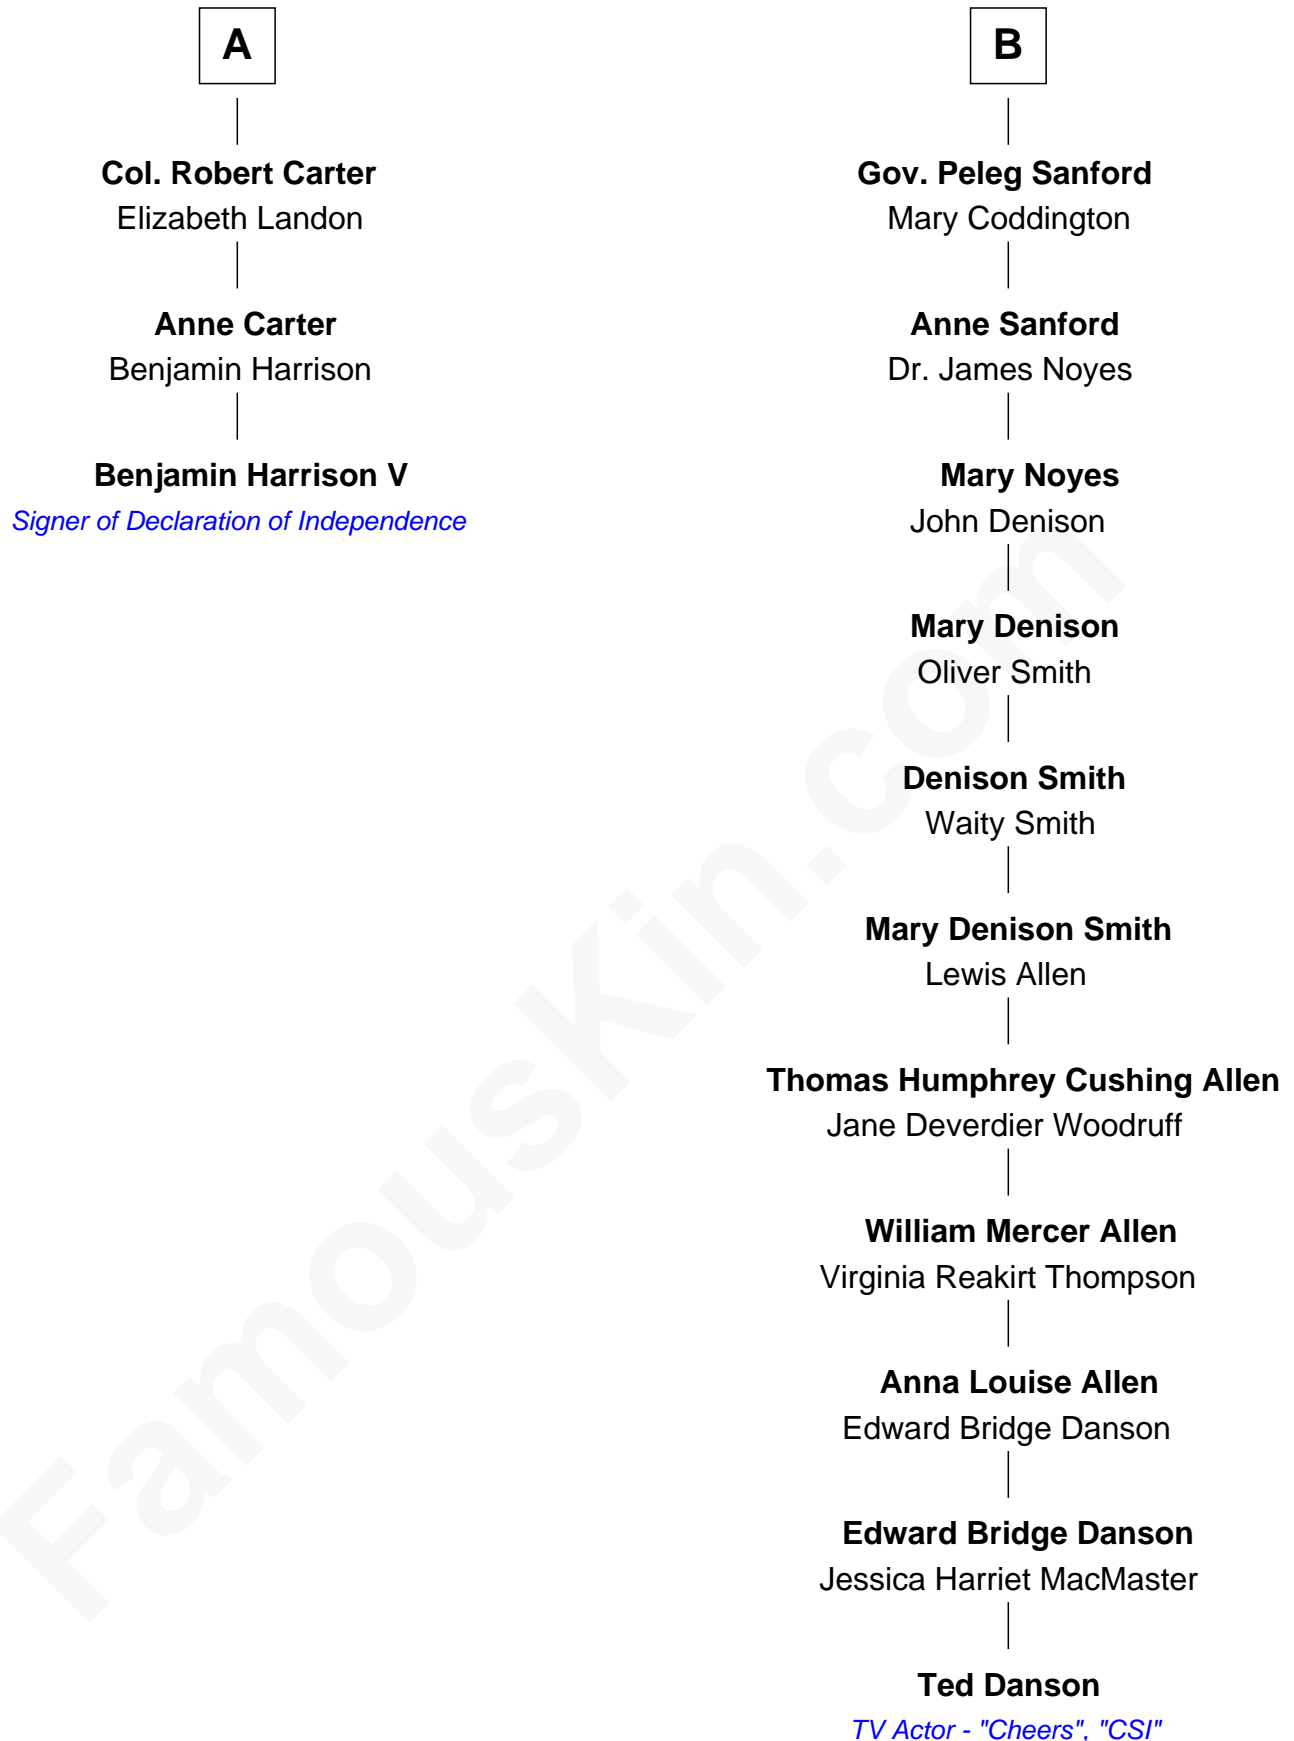 A
Col. Robert Carter
Elizabeth Landon
Anne Carter
Benjamin Harrison
Benjamin Harrison V
Signer of Declaration of Independence
B
Gov. Peleg Sanford
Mary Coddington
Anne Sanford
Dr. James Noyes
Mary Noyes
John Denison
Mary Denison
Oliver Smith
Denison Smith
Waity Smith
Mary Denison Smith
Lewis Allen
Thomas Humphrey Cushing Allen
Jane Deverdier Woodruff
William Mercer Allen
Virginia Reakirt Thompson
Anna Louise Allen
Edward Bridge Danson
Edward Bridge Danson
Jessica Harriet MacMaster
Ted Danson
TV Actor - "Cheers", "CSI"
FamousKin.com